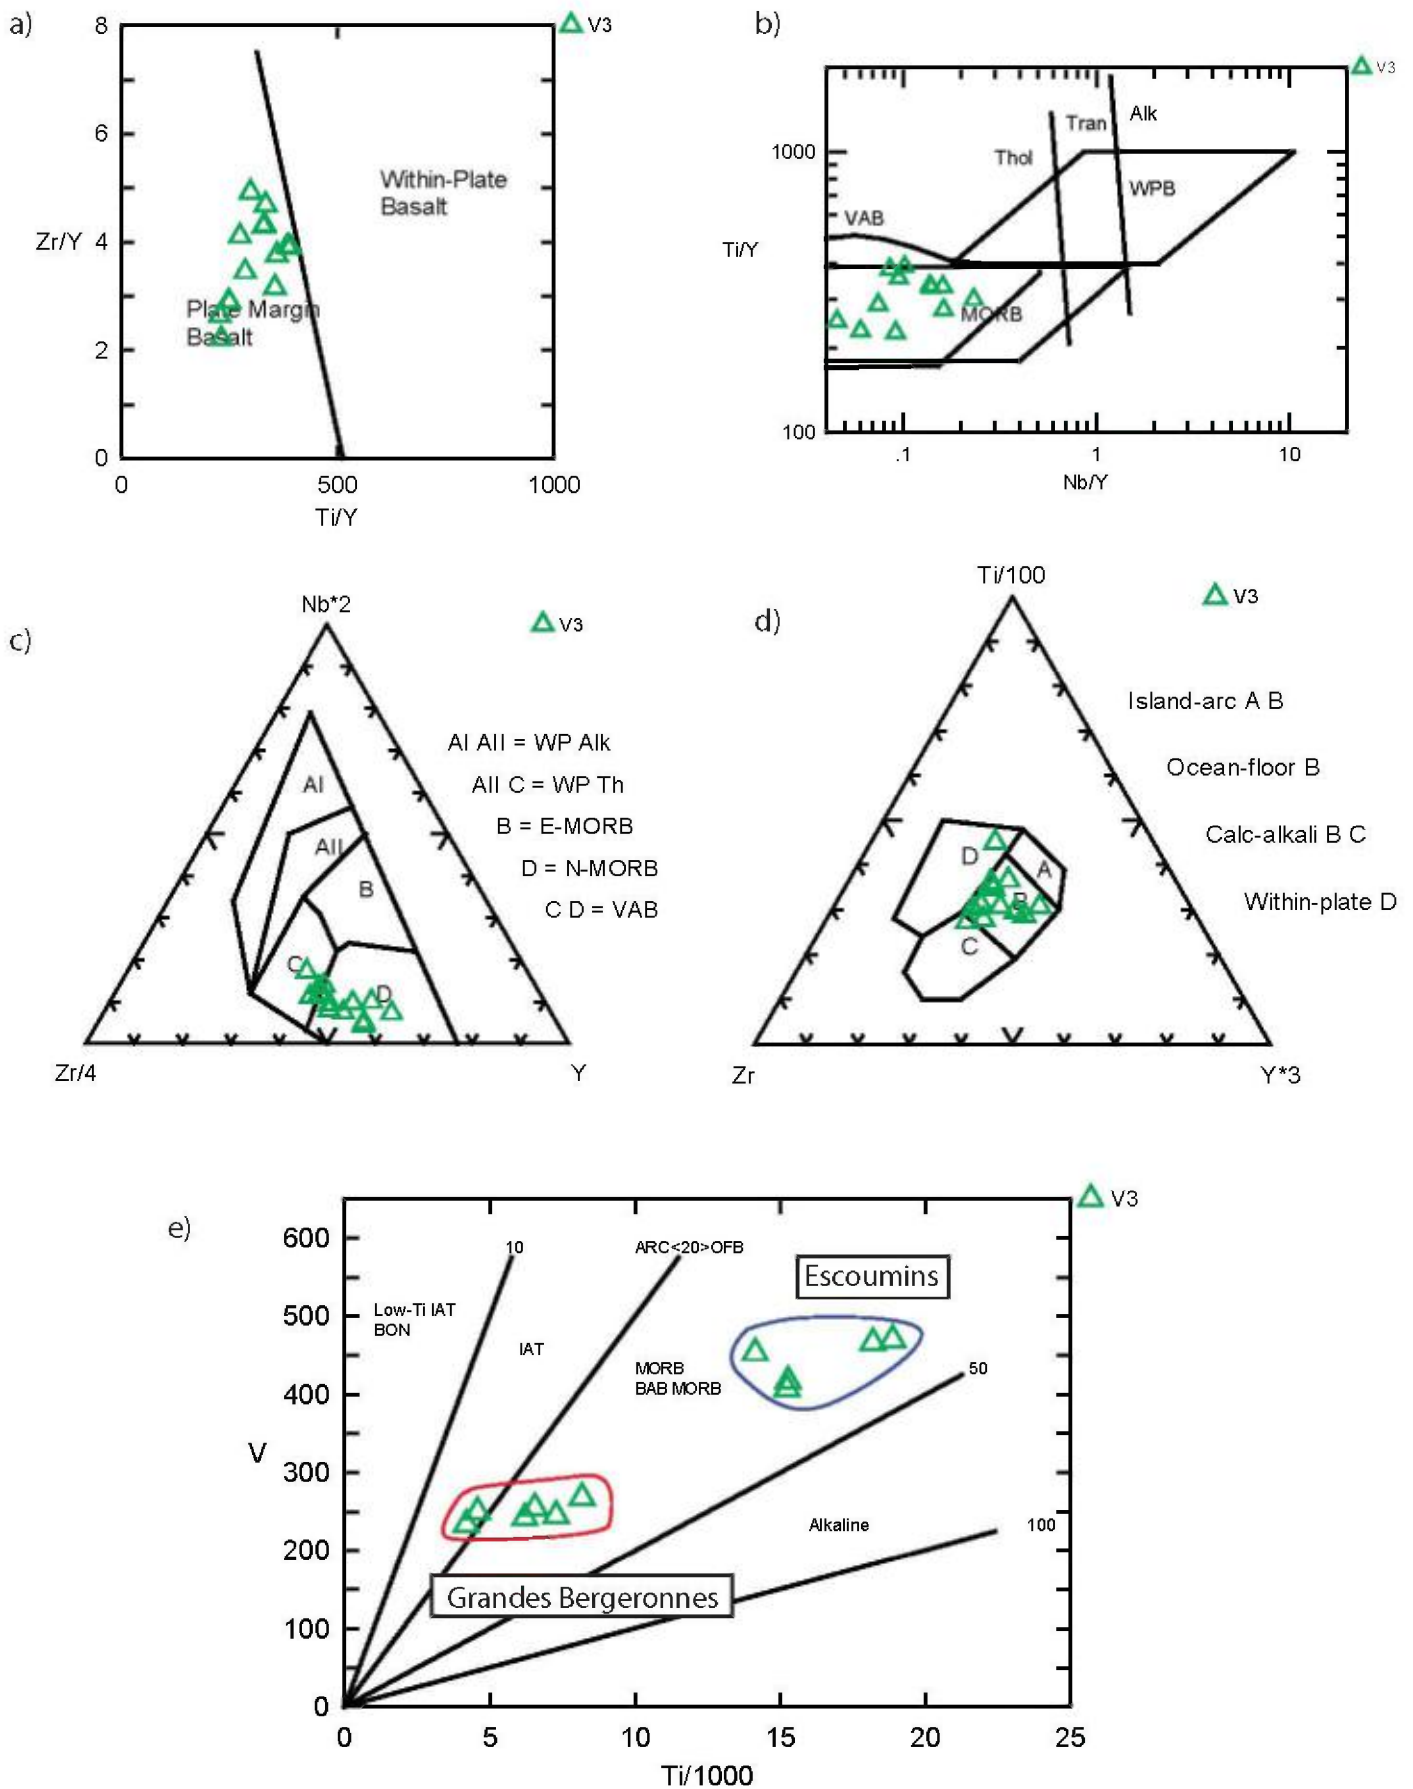 a)
8
6
4
2
0
Zr/Y
0
500
1000
Ti/Y
V3
Within-Plate
Basalt
Plate Margin
Basalt
b)
V3
1000
100
Ti/Y
.1
1
10
Nb/Y
Tran
Alk
Thol
WPB
VAB
MORB
c)
Nb*2
V3
AI AII = WP Alk
AII C = WP Th
B = E-MORB
D = N-MORB
C D = VAB
AI
AII
B
C
D
Zr/4
Y
d)
Ti/100
V3
Island-arc A B
Ocean-floor B
Calc-alkali B C
Within-plate D
D
A
B
C
Zr
Y*3
e)
V3
600
500
400
300
200
100
0
V
10
ARC<20>OFB
Escoumins
Low-Ti IAT
BON
IAT
MORB
BAB MORB
50
Alkaline
100
Grandes Bergeronnes
0
5
10
15
20
25
Ti/1000